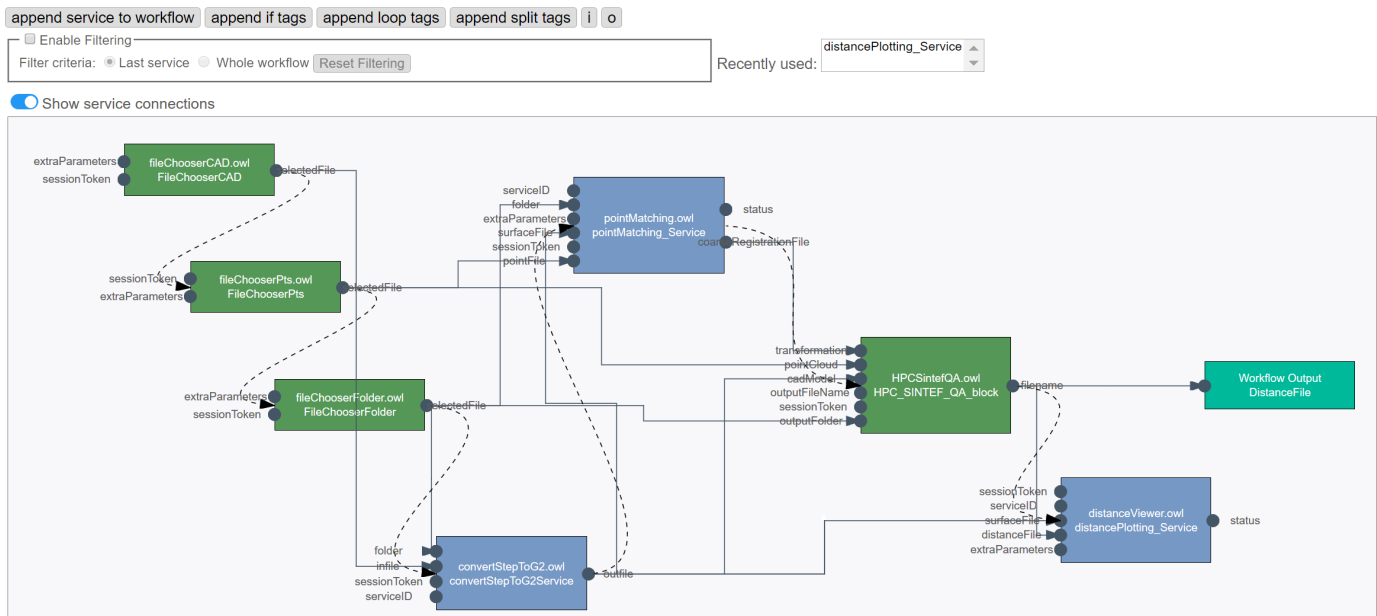 append service to workflow append if tags append loop tags append split tags i o
Enable Filtering
Filter criteria: Last service Whole workflow Reset Filtering
Recently used: distancePlotting_Service
Show service connections
extraParameters
sessionToken
fileChooserCAD.owl
FileChooserCAD
selectedFile
serviceID
folder
extraParameters
surfaceFile
sessionToken
pointFile
pointMatching.owl
pointMatching_Service
status
coarseRegistrationFile
sessionToken
extraParameters
fileChooserPts.owl
FileChooserPts
selectedFile
transformation
pointCloud
cadModel
outputFileName
sessionToken
outputFolder
HPCSintefQA.owl
HPC_SINTEF_QA_block
filename
Workflow Output
DistanceFile
extraParameters
sessionToken
fileChooserFolder.owl
FileChooserFolder
selectedFile
sessionToken
serviceID
surfaceFile
distanceFile
extraParameters
distanceViewer.owl
distancePlotting_Service
status
folder
infile
sessionToken
serviceID
convertStepToG2.owl
convertStepToG2Service
outfile